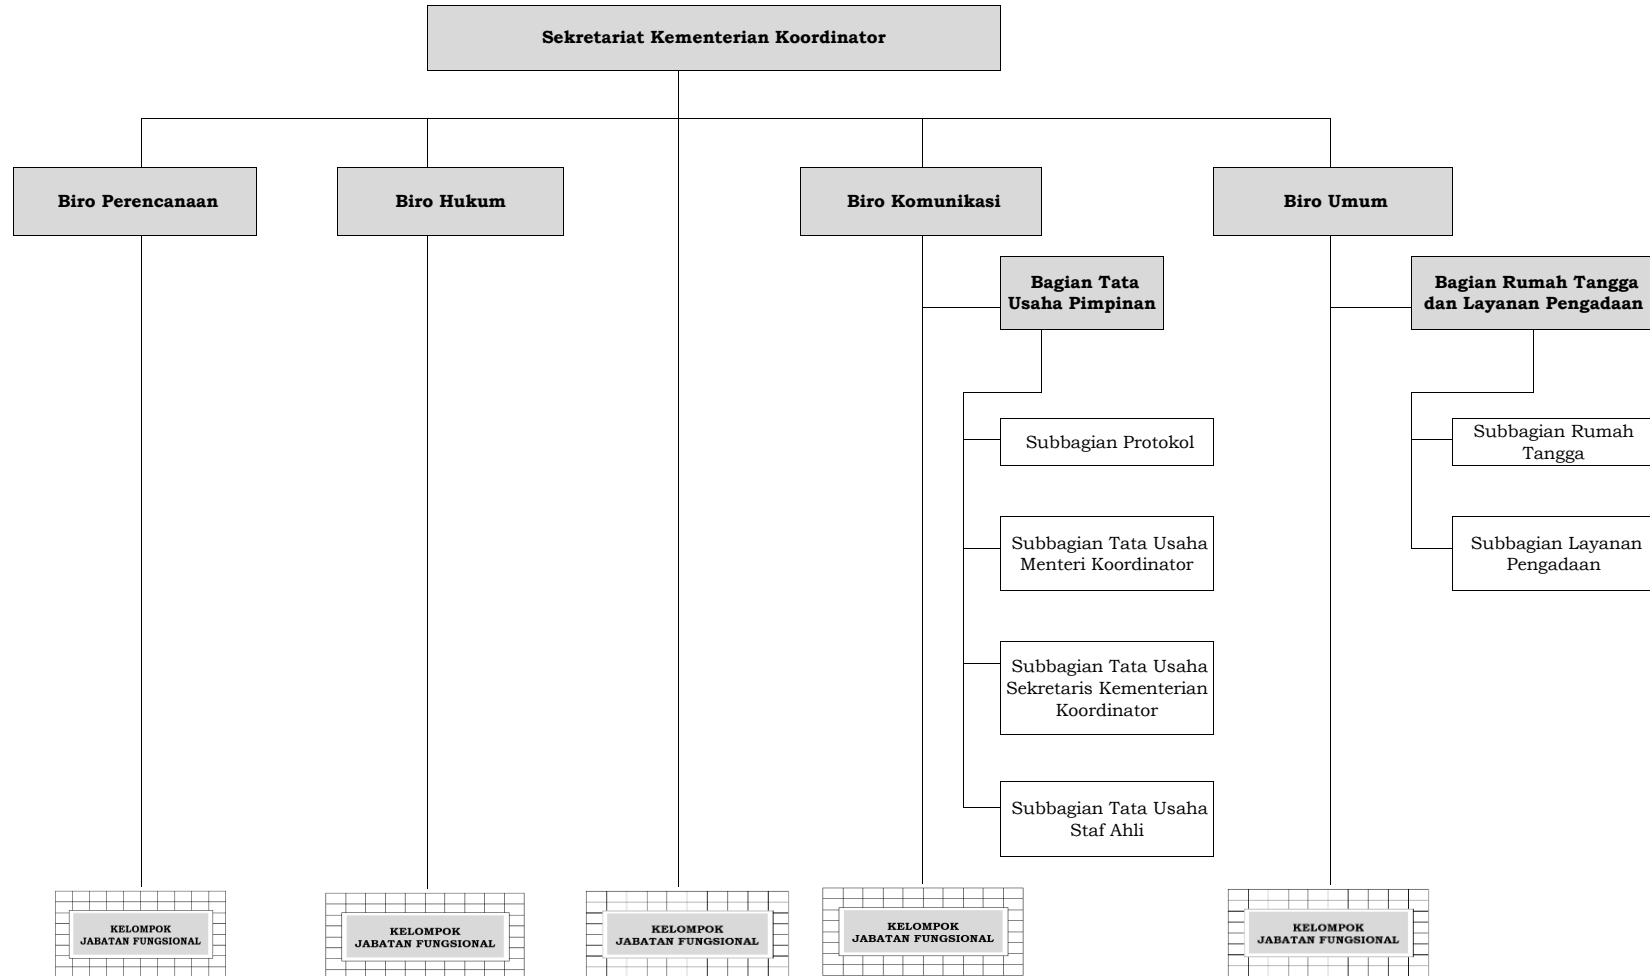 Sekretariat Kementerian Koordinator
Biro Perencanaan
Biro Hukum
Biro Komunikasi
Biro Umum
Bagian Tata
Usaha Pimpinan
Bagian Rumah Tangga
dan Layanan Pengadaan
Subbagian Protokol
Subbagian Rumah
Tangga
Subbagian Tata Usaha
Menteri Koordinator
Subbagian Layanan
Pengadaan
Subbagian Tata Usaha
Sekretaris Kementerian
Koordinator
Subbagian Tata Usaha
Staf Ahli
KELOMPOK
JABATAN FUNGSIONAL
KELOMPOK
JABATAN FUNGSIONAL
KELOMPOK
JABATAN FUNGSIONAL
KELOMPOK
JABATAN FUNGSIONAL
KELOMPOK
JABATAN FUNGSIONAL